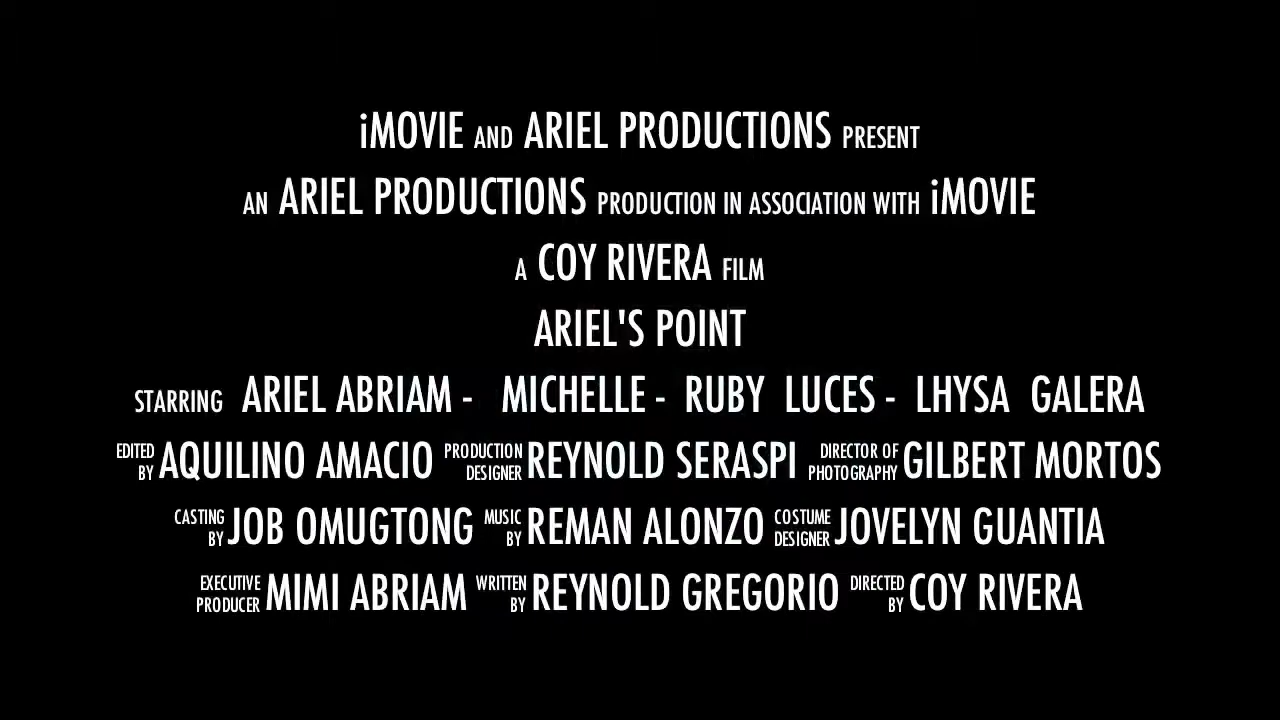 iMOVIE AND ARIEL PRODUCTIONS PRESENT
AN ARIEL PRODUCTIONS PRODUCTION IN ASSOCIATION WITH iMOVIE
A COY RIVERA FILM
ARIEL'S POINT
STARRING ARIEL ABRIAM - MICHELLE - RUBY LUCES - LHYSA GALERA
EDITED BY AQUILINO AMACIO PRODUCTION DESIGNER REYNOLD SERASPI DIRECTOR OF PHOTOGRAPHY GILBERT MORTOS
CASTING BY JOB OMUGTONG MUSIC BY REMAN ALONZO COSTUME DESIGNER JOVELYN GUANTIA
EXECUTIVE PRODUCER MIMI ABRIAM WRITTEN BY REYNOLD GREGORIO DIRECTED BY COY RIVERA